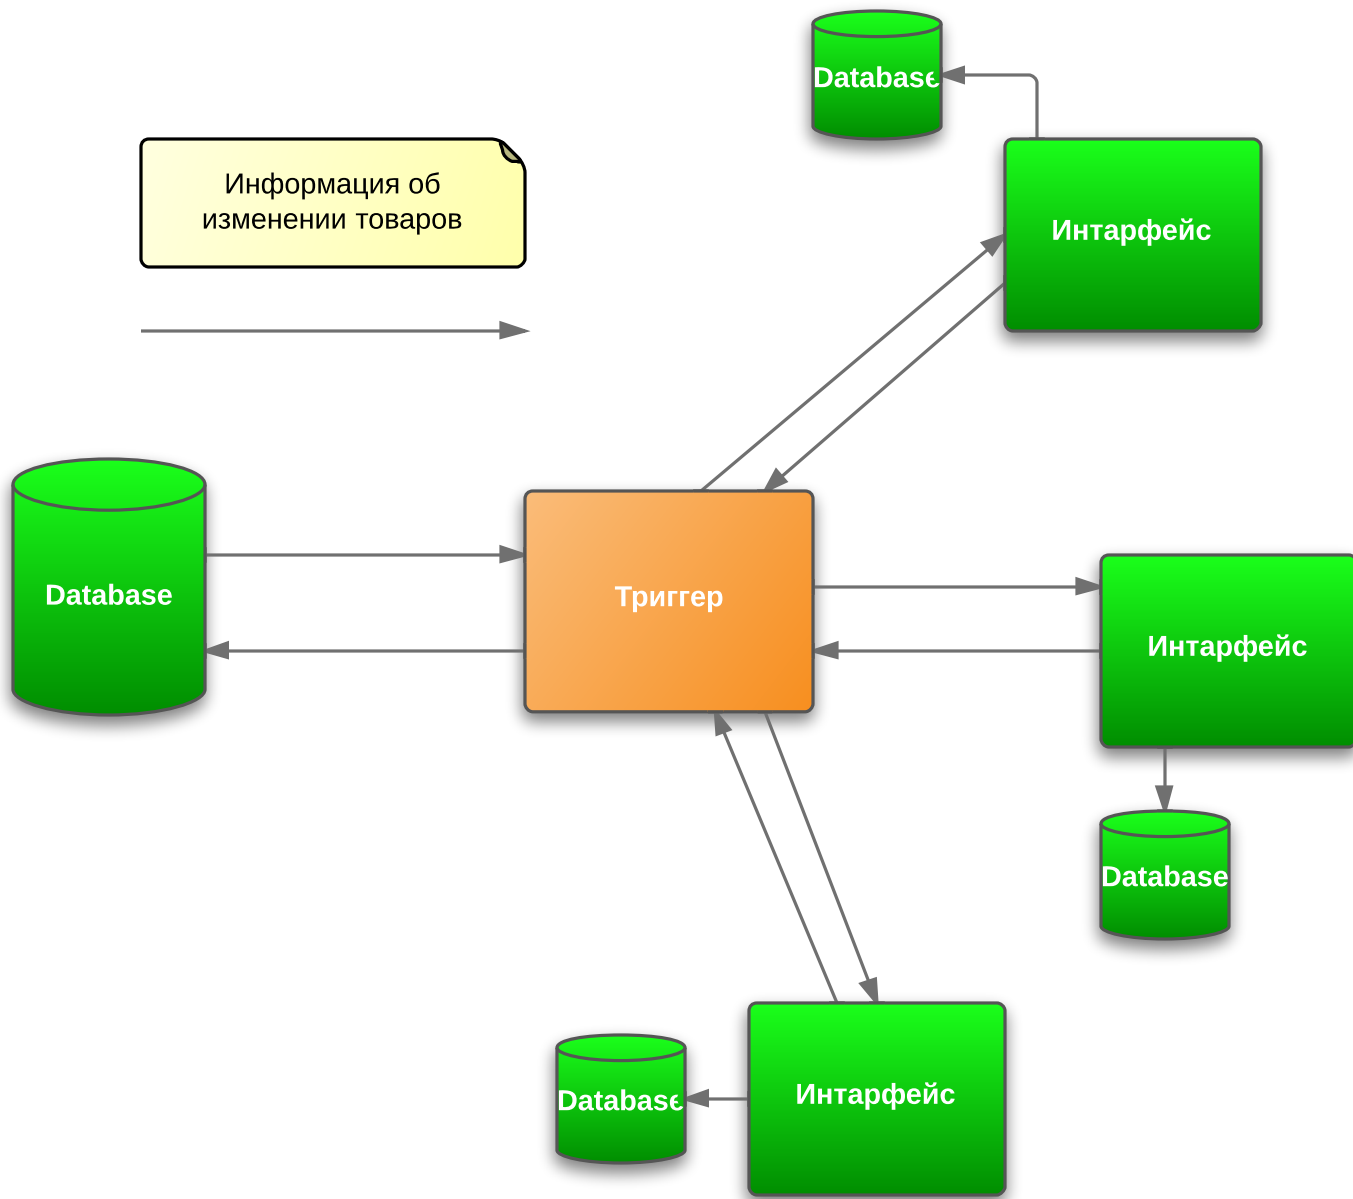 Database
Информация об
изменении товаров
Интарфейс
Database
Триггер
Интарфейс
Database
Database
Интарфейс